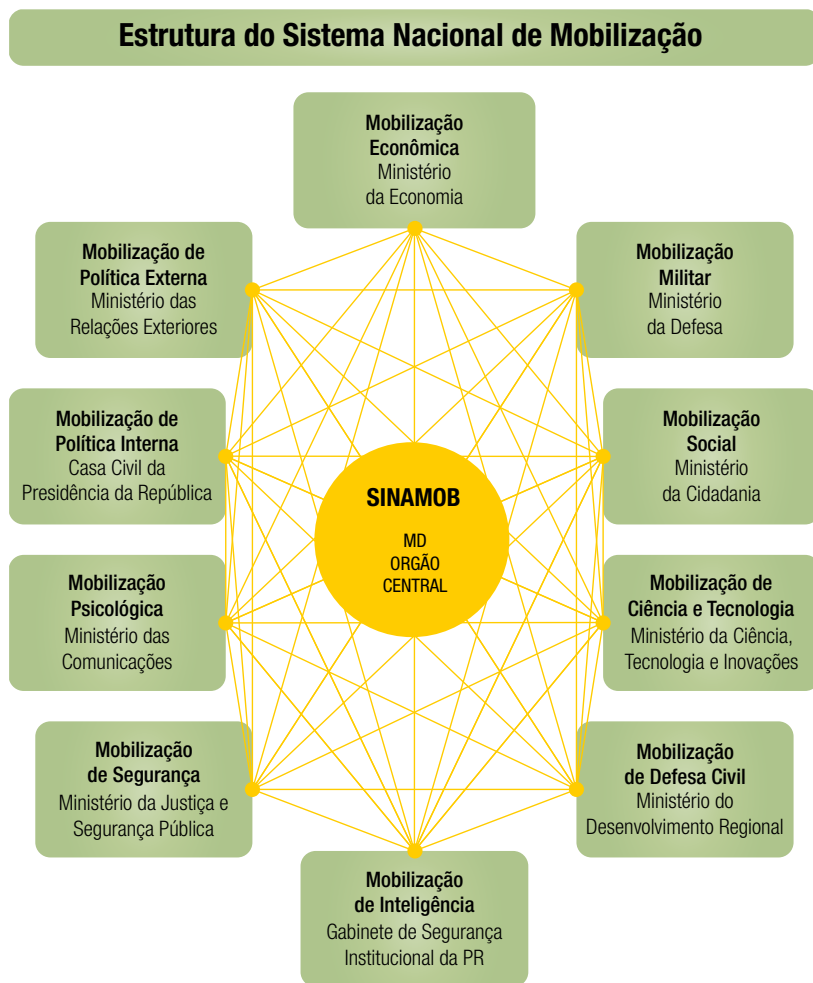 Estrutura do Sistema Nacional de Mobilização
Mobilização
Econômica
Ministério
da Economia
Mobilização de
Política Externa
Ministério das
Relações Exteriores
Mobilização
Militar
Ministério
da Defesa
Mobilização de
Política Interna
Casa Civil da
Presidência da República
Mobilização
Social
Ministério
da Cidadania
SINAMOB
MD
ORGÃO
CENTRAL
Mobilização
Psicológica
Ministério das
Comunicações
Mobilização de
Ciência e Tecnologia
Ministério da Ciência,
Tecnologia e Inovações
Mobilização
de Segurança
Ministério da Justiça e
Segurança Pública
Mobilização
de Defesa Civil
Ministério do
Desenvolvimento Regional
Mobilização
de Inteligência
Gabinete de Segurança
Institucional da PR